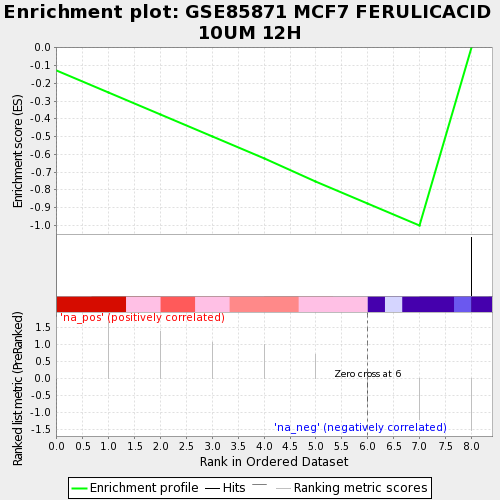 Enrichment plot: GSE85871 MCF7 FERULICACID
10UM 12H
Enrichment score (ES)
0.0
-0.1
-0.2
-0.3
-0.4
-0.5
-0.6
-0.7
-0.8
-0.9
-1.0
Ranked list metric (PreRanked)
1.5
1.0
0.5
0.0
-0.5
-1.0
-1.5
'na_pos' (positively correlated)
Zero cross at 6
'na_neg' (negatively correlated)
0.0 0.5 1.0 1.5 2.0 2.5 3.0 3.5 4.0 4.5 5.0 5.5 6.0 6.5 7.0 7.5 8.0
Rank in Ordered Dataset
Enrichment profile Hits Ranking metric scores